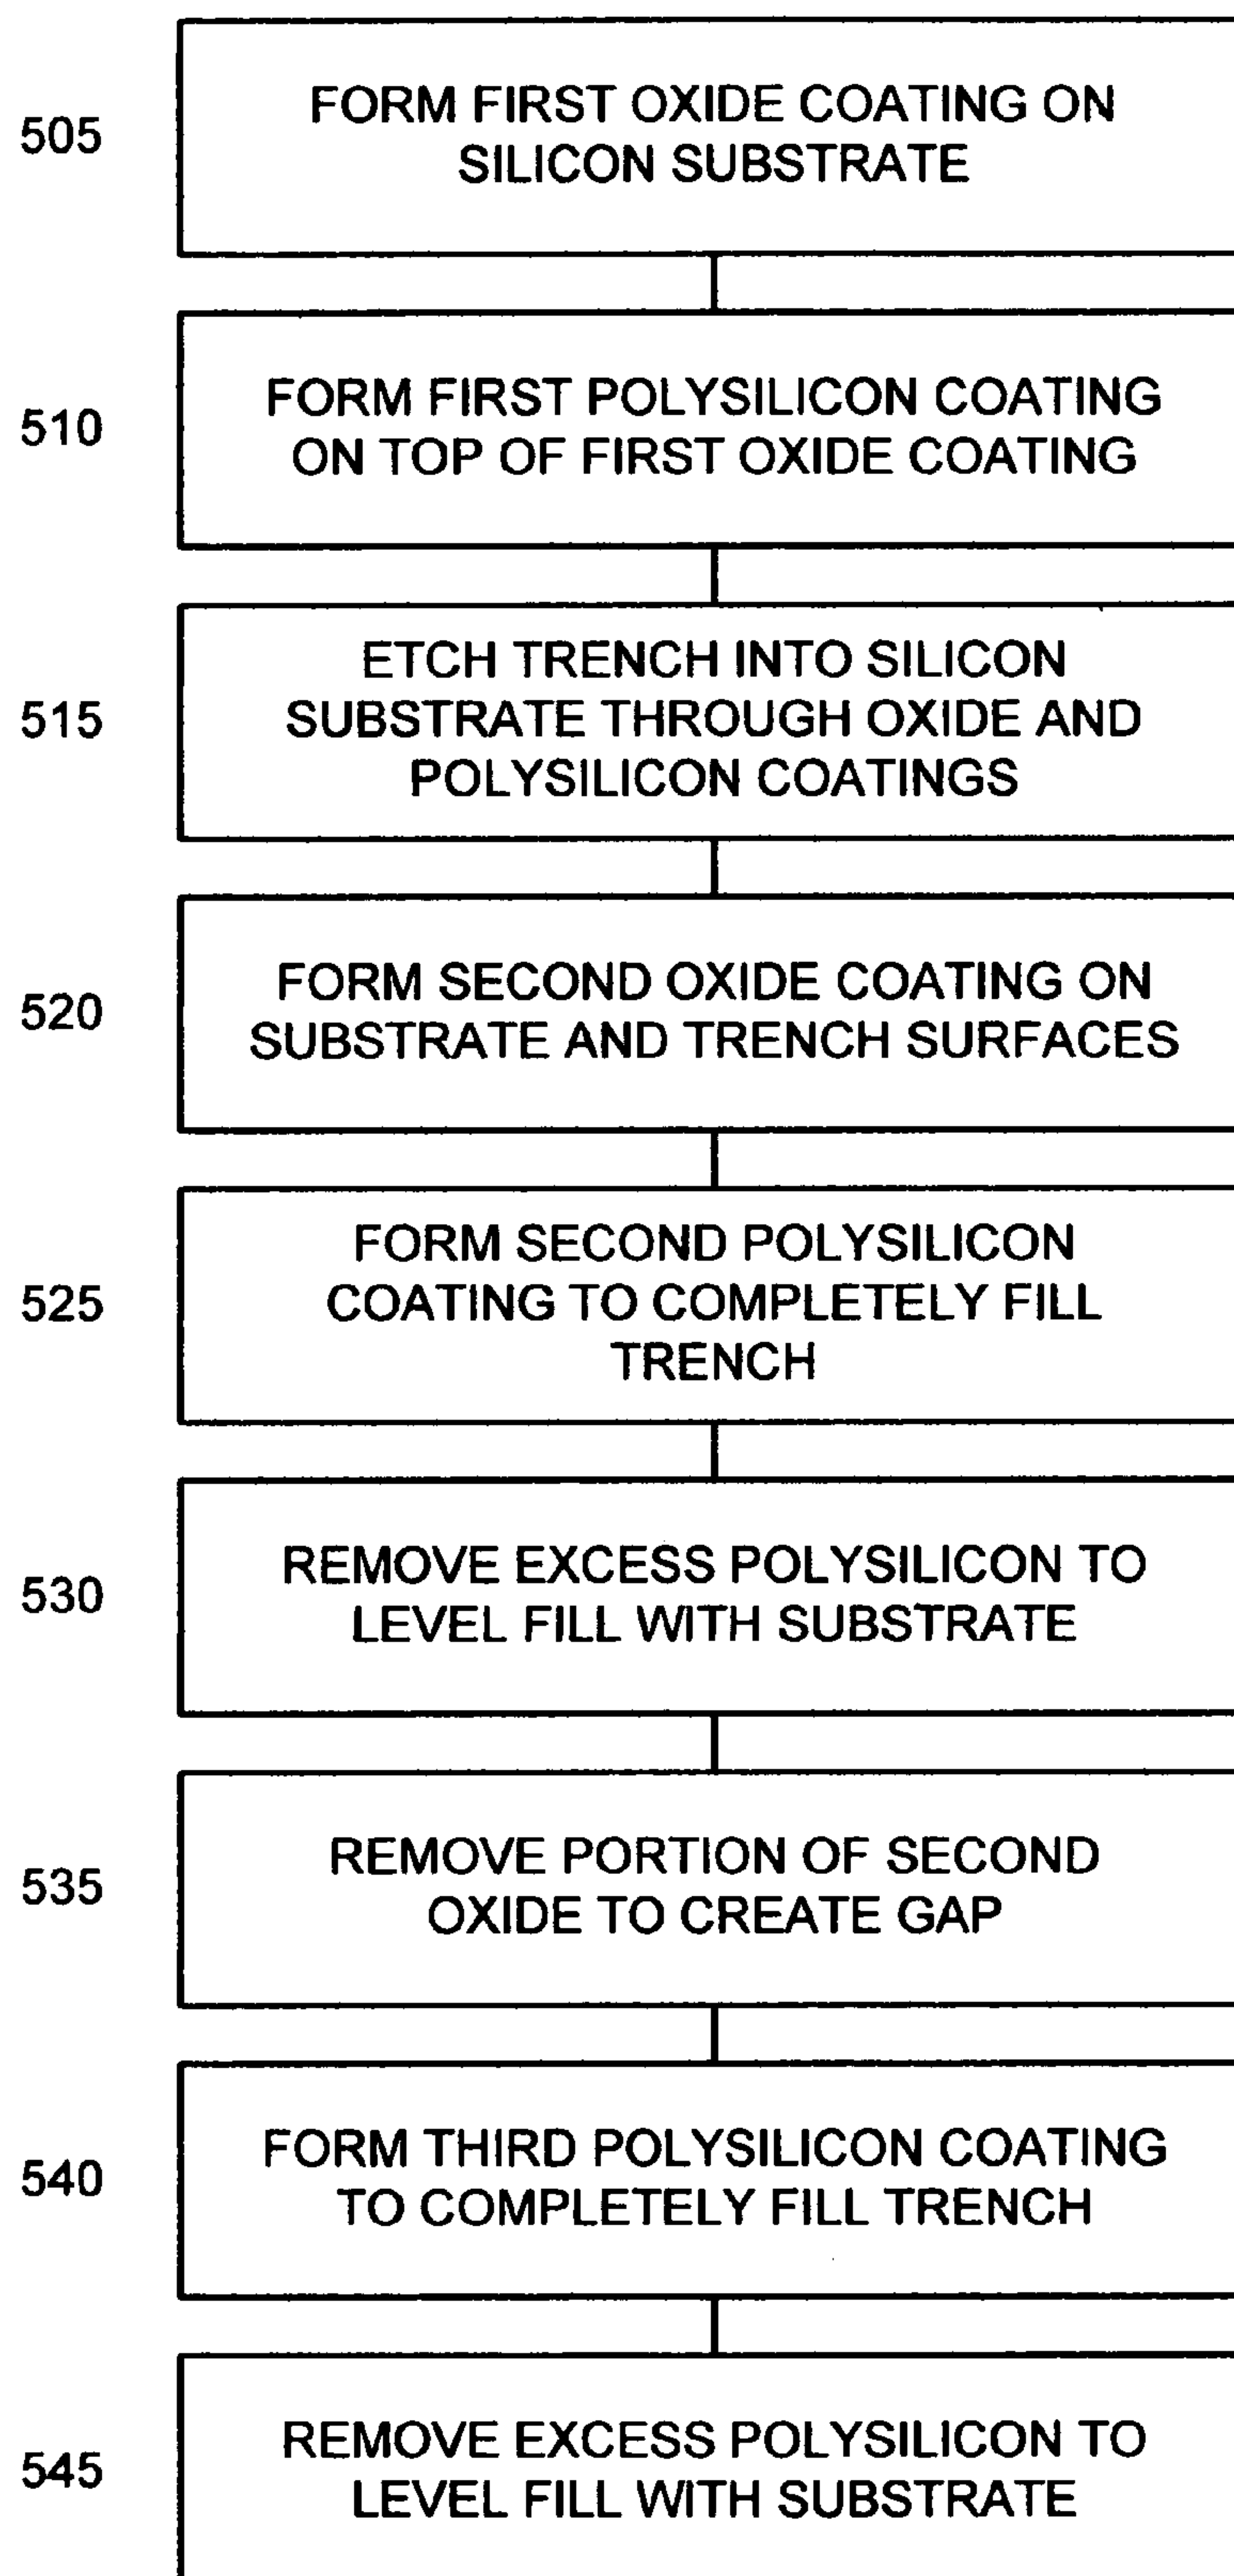 505
FORM FIRST OXIDE COATING ON
SILICON SUBSTRATE
510
FORM FIRST POLYSILICON COATING
ON TOP OF FIRST OXIDE COATING
515
ETCH TRENCH INTO SILICON
SUBSTRATE THROUGH OXIDE AND
POLYSILICON COATINGS
520
FORM SECOND OXIDE COATING ON
SUBSTRATE AND TRENCH SURFACES
525
FORM SECOND POLYSILICON
COATING TO COMPLETELY FILL
TRENCH
530
REMOVE EXCESS POLYSILICON TO
LEVEL FILL WITH SUBSTRATE
535
REMOVE PORTION OF SECOND
OXIDE TO CREATE GAP
540
FORM THIRD POLYSILICON COATING
TO COMPLETELY FILL TRENCH
545
REMOVE EXCESS POLYSILICON TO
LEVEL FILL WITH SUBSTRATE